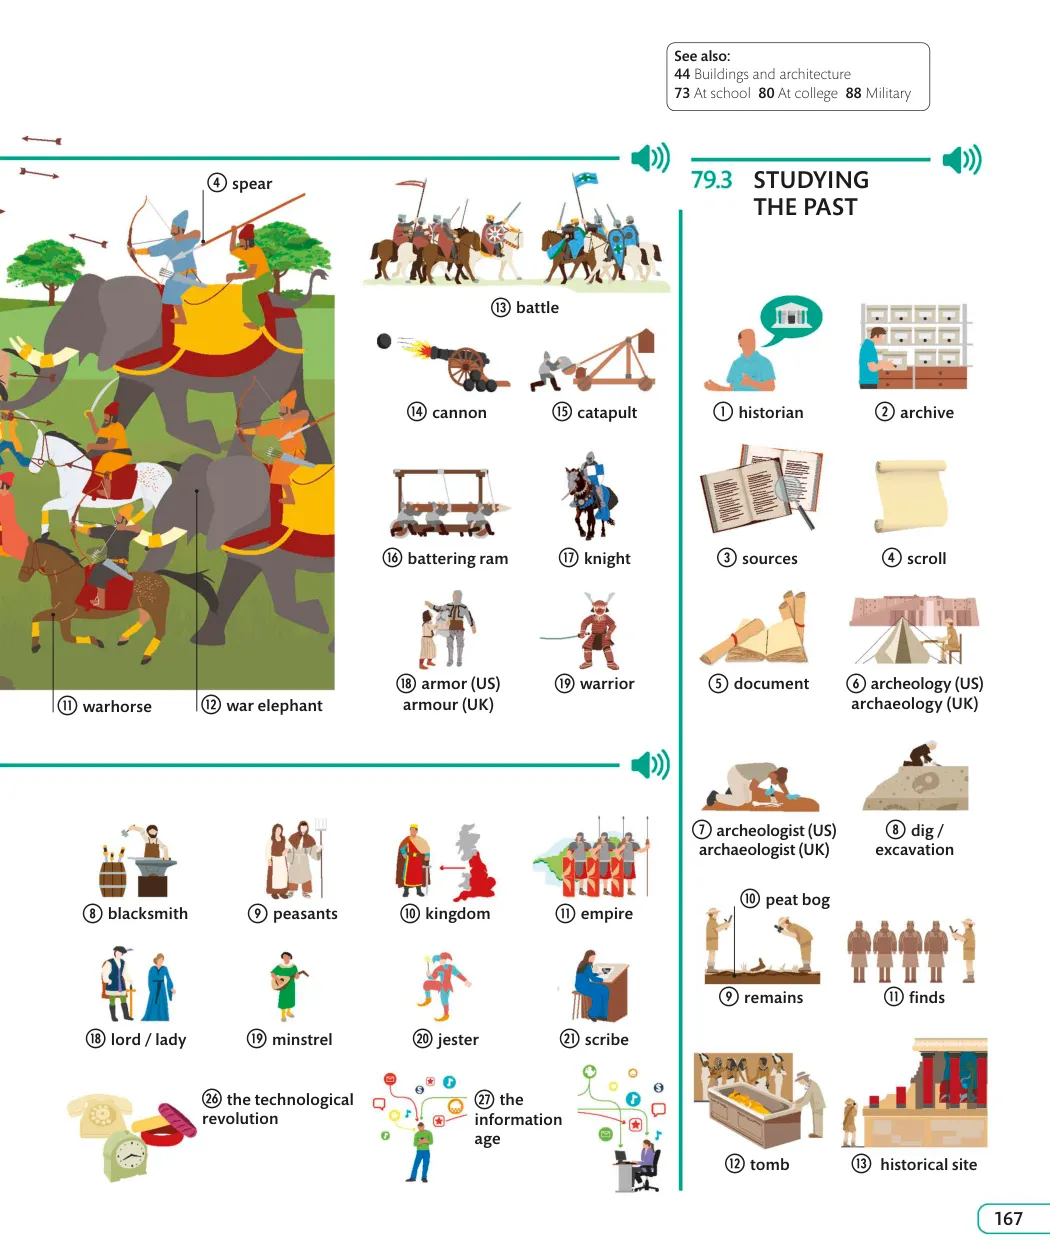 See also:
44 Buildings and architecture
73 At school 80 At college 88 Military
4 spear
11 warhorse
12 war elephant
13 battle
14 cannon
15 catapult
16 battering ram
17 knight
18 armor (US)
armour (UK)
19 warrior
8 blacksmith
9 peasants
10 kingdom
11 empire
18 lord / lady
19 minstrel
20 jester
21 scribe
26 the technological
revolution
27 the
information
age
79.3 STUDYING
THE PAST
1 historian
2 archive
3 sources
4 scroll
5 document
6 archeology (US)
archaeology (UK)
7 archeologist (US)
archaeologist (UK)
8 dig /
excavation
10 peat bog
9 remains
11 finds
12 tomb
13 historical site
167